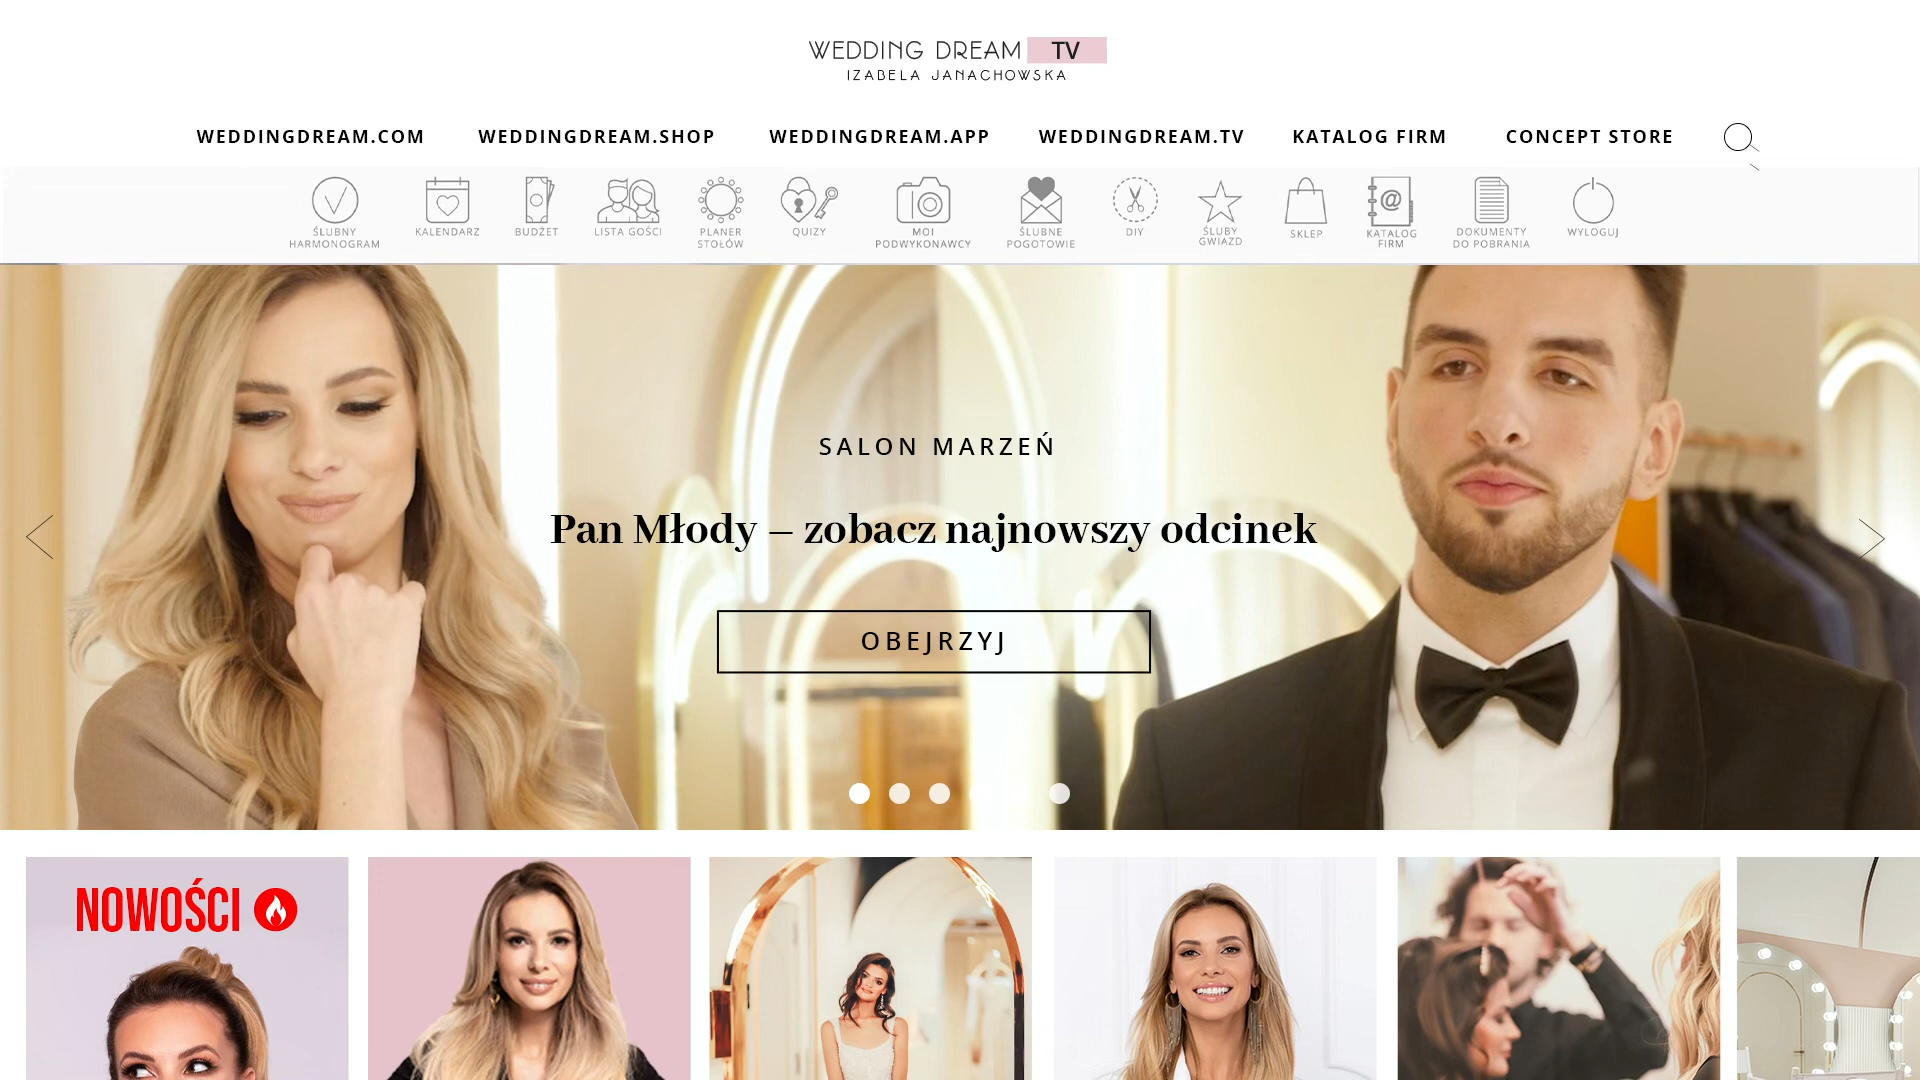 WEDDING DREAM TV
IZABELA JANACHOWSKA
WEDDINGDREAM.COM WEDDINGDREAM.SHOP WEDDINGDREAM.APP WEDDINGDREAM.TV KATALOG FIRM CONCEPT STORE
ŚLUBNY HARMONOGRAM
KALENDARZ
BUDŻET
LISTA GOŚCI
PLANER STOŁÓW
QUIZY
MOI PODWYKONAWCY
ŚLUBNE POGOTOWIE
DIY
ŚLUBY GWIAZD
SKLEP
KATALOG FIRM
DOKUMENTY DO POBRANIA
WYLOGUJ
SALON MARZEŃ
Pan Młody – zobacz najnowszy odcinek
OBEJRZYJ
NOWOŚCI